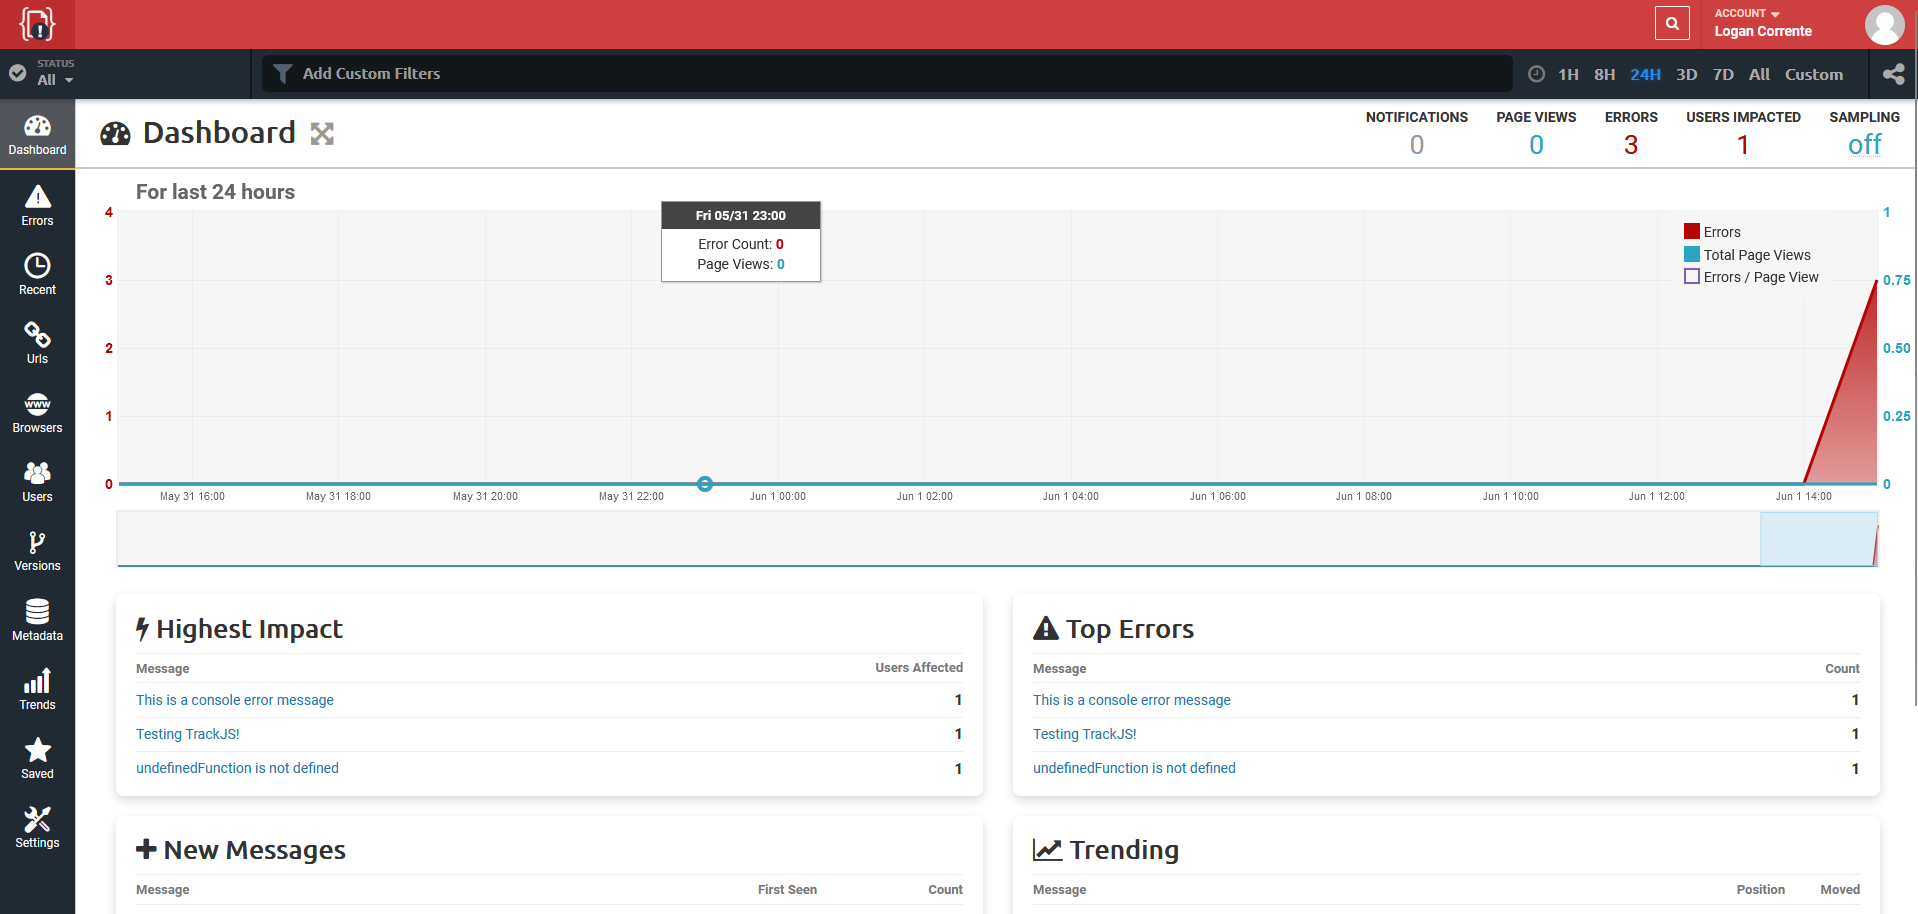 ACCOUNT
Logan Corrente
STATUS
All
Add Custom Filters
1H 8H 24H 3D 7D All Custom
Dashboard
Errors
Recent
Urls
www
Browsers
Users
Versions
Metadata
Trends
Saved
Settings
Dashboard
NOTIFICATIONS PAGE VIEWS ERRORS USERS IMPACTED SAMPLING
0 0 3 1 off
For last 24 hours
Fri 05/31 23:00
Error Count: 0
Page Views: 0
Errors
Total Page Views
Errors / Page View
4
3
2
1
0
1
0.75
0.50
0.25
0
May 31 16:00 May 31 18:00 May 31 20:00 May 31 22:00 Jun 1 00:00 Jun 1 02:00 Jun 1 04:00 Jun 1 06:00 Jun 1 08:00 Jun 1 10:00 Jun 1 12:00 Jun 1 14:00
Highest Impact
Message Users Affected
This is a console error message 1
Testing TrackJS! 1
undefinedFunction is not defined 1
Top Errors
Message Count
This is a console error message 1
Testing TrackJS! 1
undefinedFunction is not defined 1
New Messages
Message First Seen Count
Trending
Message Position Moved